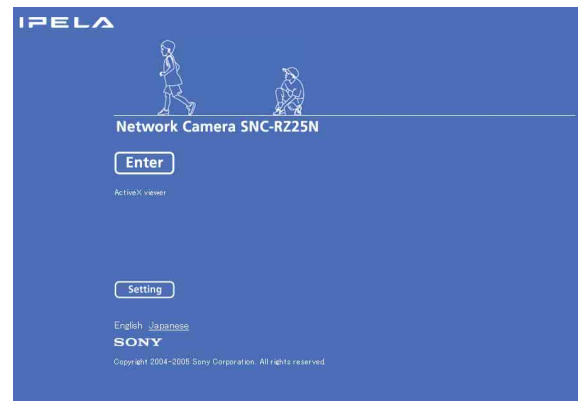 IPELA
Network Camera SNC-RZ25N
Enter
ActiveX viewer
Setting
English Japanese
SONY
Copyright 2004-2005 Sony Corporation. All rights reserved.